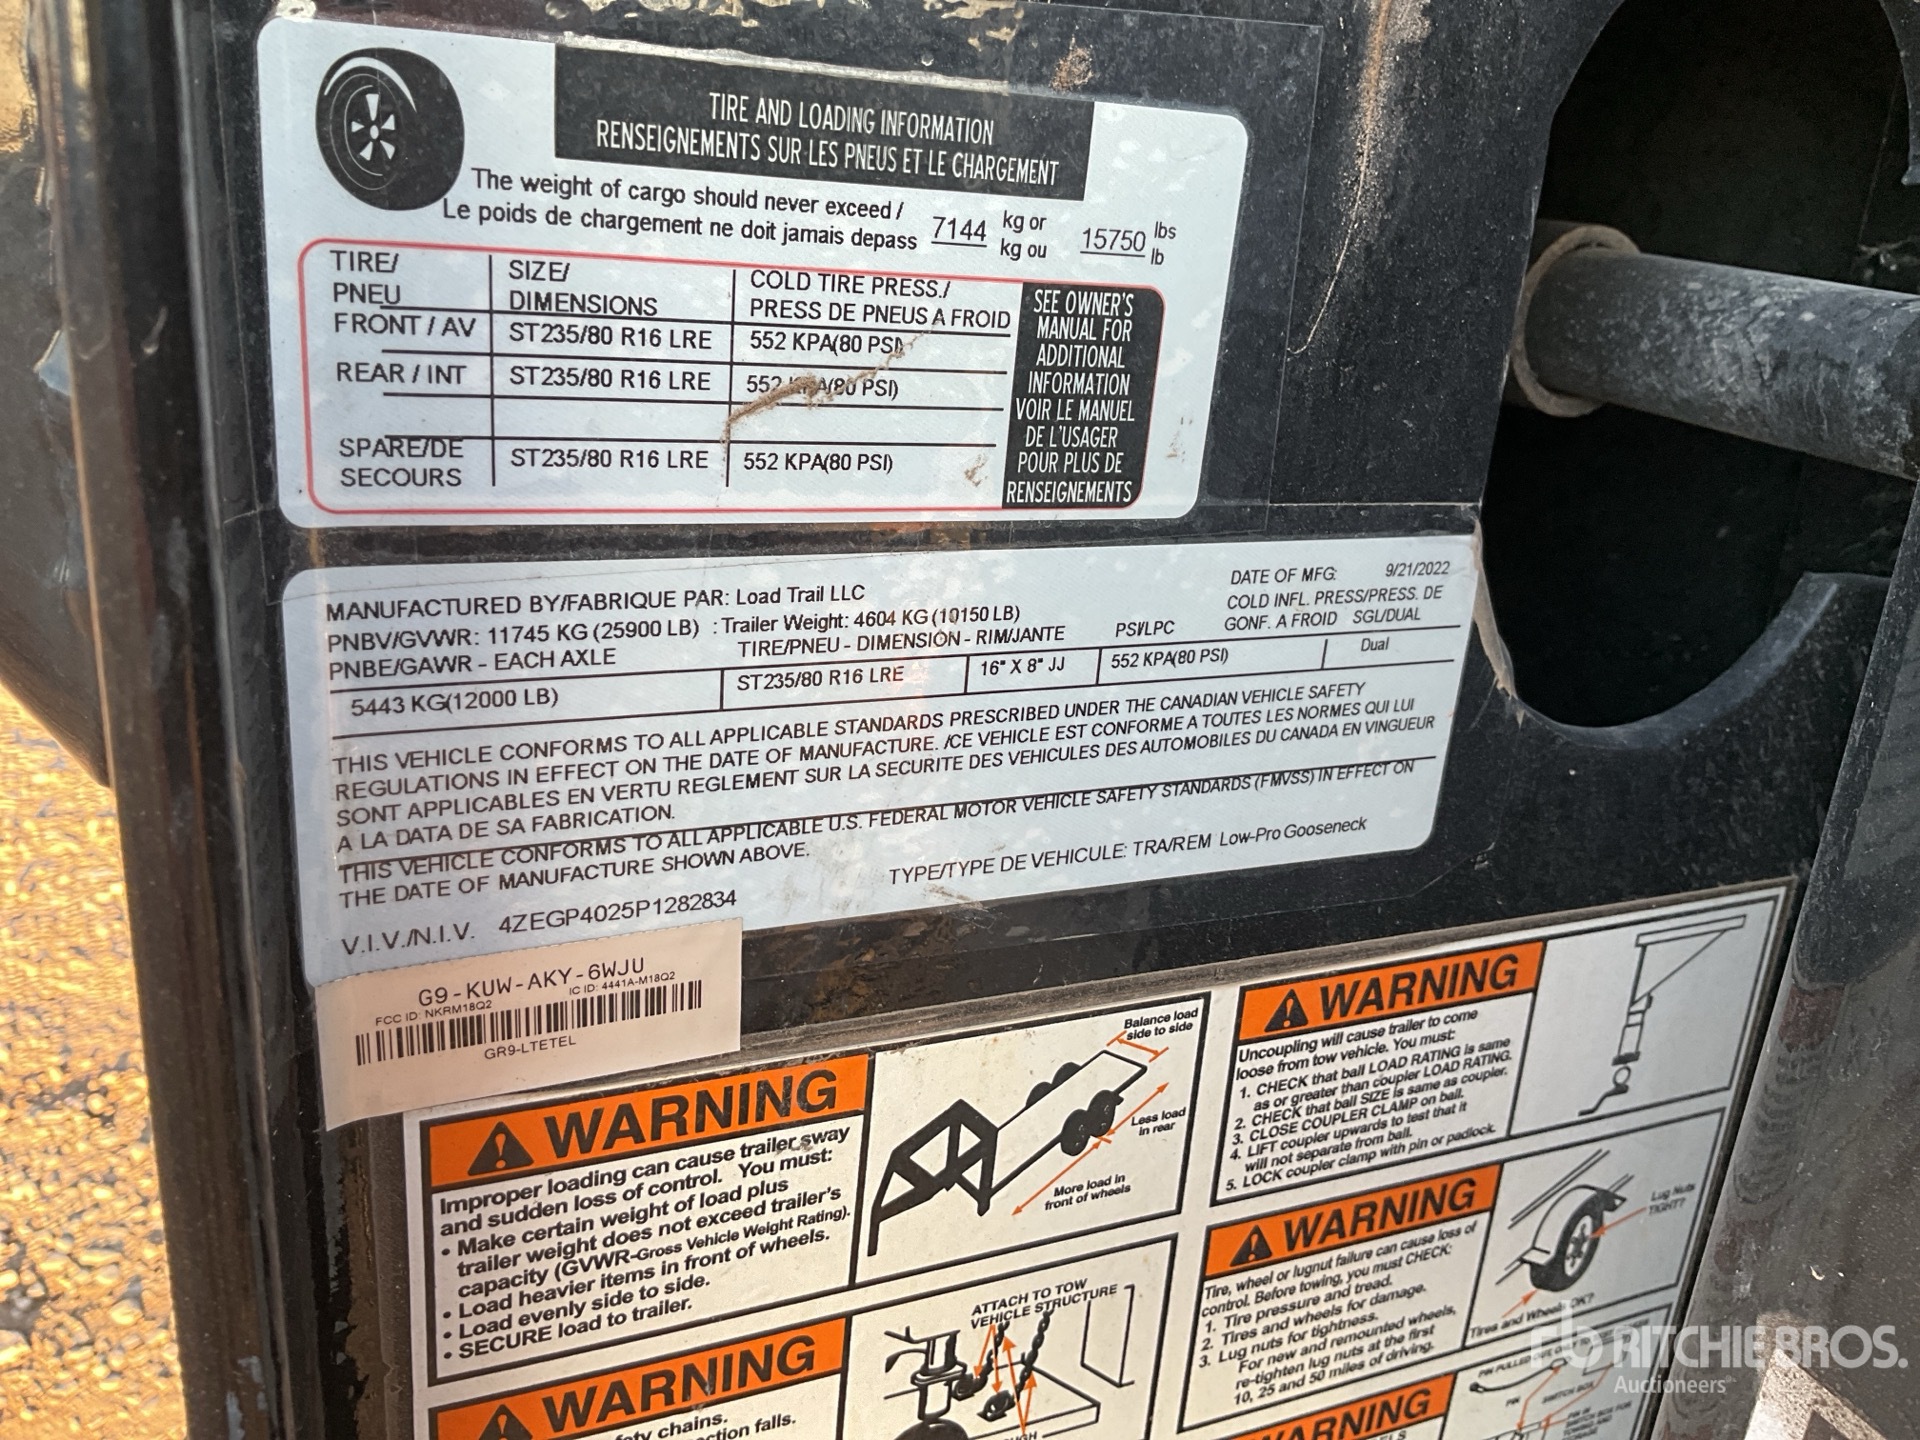 TIRE AND LOADING INFORMATION
RENSEIGNEMENTS SUR LES PNEUS ET LE CHARGEMENT
The weight of cargo should never exceed /
Le poids de chargement ne doit jamais depass
7144 kg or
kg ou
15750 lbs
lb
TIRE/
PNEU
SIZE/
DIMENSIONS
COLD TIRE PRESS./
PRESS DE PNEUS A FROID
FRONT / AV ST235/80 R16 LRE 552 KPA(80 PSI)
REAR / INT ST235/80 R16 LRE 552 KPA(80 PSI)
SPARE/DE
SECOURS
ST235/80 R16 LRE 552 KPA(80 PSI)
SEE OWNER'S
MANUAL FOR
ADDITIONAL
INFORMATION
VOIR LE MANUEL
DE L'USAGER
POUR PLUS DE
RENSEIGNEMENTS
MANUFACTURED BY/FABRIQUE PAR: Load Trail LLC
DATE OF MFG: 9/21/2022
PNBV/GVWR: 11745 KG (25900 LB) : Trailer Weight: 4604 KG (10150 LB)
COLD INFL. PRESS/PRESS. DE
GONF. A FROID SGL/DUAL
PNBE/GAWR - EACH AXLE TIRE/PNEU - DIMENSION - RIM/JANTE PSI/LPC
5443 KG(12000 LB) ST235/80 R16 LRE 16" X 8" JJ 552 KPA(80 PSI) Dual
THIS VEHICLE CONFORMS TO ALL APPLICABLE STANDARDS PRESCRIBED UNDER THE CANADIAN VEHICLE SAFETY
REGULATIONS IN EFFECT ON THE DATE OF MANUFACTURE. /CE VEHICLE EST CONFORME A TOUTES LES NORMES QUI LUI
SONT APPLICABLES EN VERTU REGLEMENT SUR LA SECURITE DES VEHICULES DES AUTOMOBILES DU CANADA EN VINGUEUR
A LA DATA DE SA FABRICATION.
THIS VEHICLE CONFORMS TO ALL APPLICABLE U.S. FEDERAL MOTOR VEHICLE SAFETY STANDARDS (FMVSS) IN EFFECT ON
THE DATE OF MANUFACTURE SHOWN ABOVE.
V.I.V./N.I.V. 4ZEGP4025P1282834
TYPE/TYPE DE VEHICULE: TRA/REM Low-Pro Gooseneck
G9-KUW-AKY-6WJU
FCC ID: NKRM18Q2 IC ID: 4441A-M18Q2
GR9-LTETEL
WARNING
Improper loading can cause trailer sway
and sudden loss of control. You must:
• Make certain weight of load plus
trailer weight does not exceed trailer's
capacity (GVWR-Gross Vehicle Weight Rating).
• Load heavier items in front of wheels.
• Load evenly side to side.
• SECURE load to trailer.
Balance load
side to side
Less load
in rear
More load in
front of wheels
WARNING
Uncoupling will cause trailer to come
loose from tow vehicle. You must:
1. CHECK that ball LOAD RATING is same
as or greater than coupler LOAD RATING.
2. CHECK that ball SIZE is same as coupler.
3. CLOSE COUPLER CLAMP on ball.
4. LIFT coupler upwards to test that it
will not separate from ball.
5. LOCK coupler clamp with pin or padlock.
WARNING
Tire, wheel or lugnut failure can cause loss of
control. Before towing, you must CHECK:
1. Tire pressure and tread.
2. Tires and wheels for damage.
3. Lug nuts for tightness.
For new and remounted wheels,
re-tighten lug nuts at the first
10, 25 and 50 miles of driving.
Lug Nuts
TIGHT?
Tires and Wheels OK?
WARNING
chains.
falls.
ATTACH TO TOW
VEHICLE STRUCTURE
WARNING
PIN
RITCHIE BROS.
Auctioneers